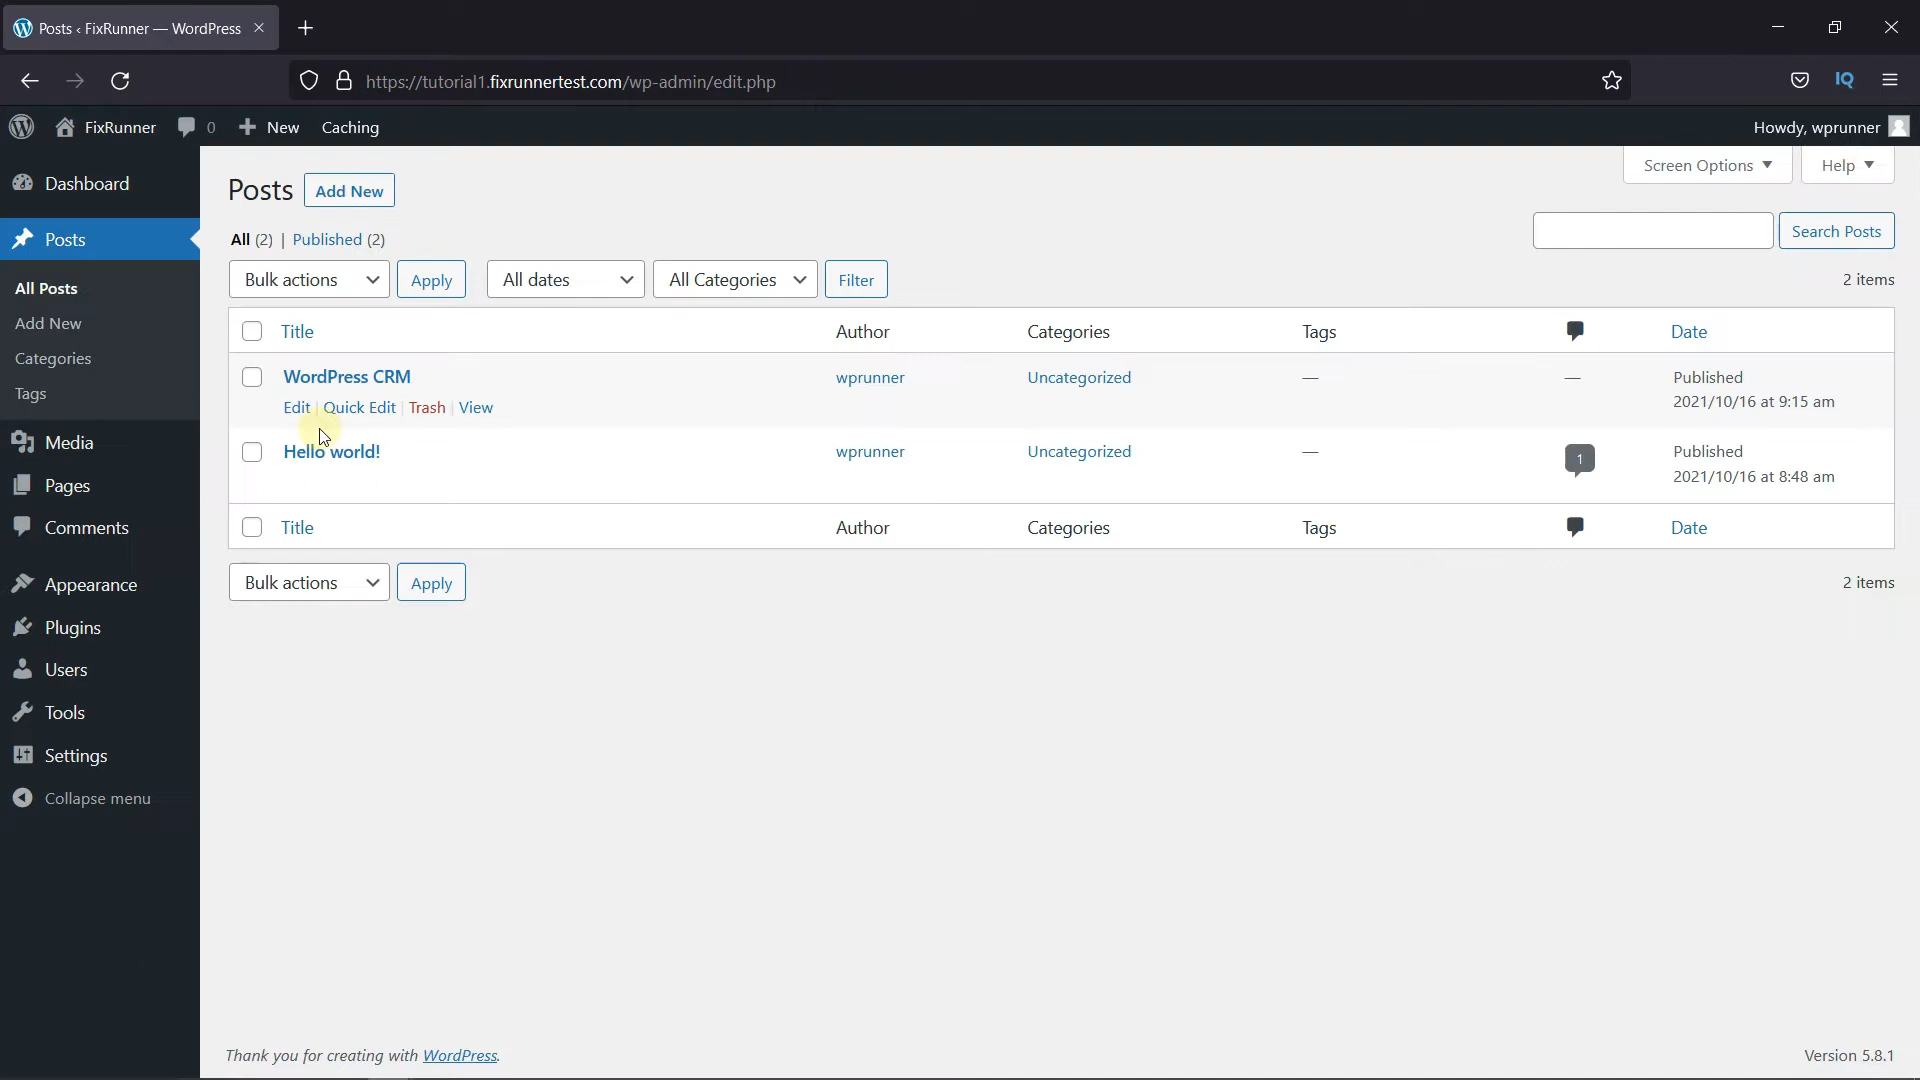 Posts ‹ FixRunner — WordPress
https://tutorial1.fixrunnertest.com/wp-admin/edit.php
IQ
FixRunner 0 New Caching Howdy, wprunner
Dashboard
Posts
All Posts
Add New
Categories
Tags
Media
Pages
Comments
Appearance
Plugins
Users
Tools
Settings
Collapse menu
Screen Options Help
Posts Add New
All (2) | Published (2)
Search Posts
Bulk actions Apply All dates All Categories Filter 2 items
Title Author Categories Tags Date
WordPress CRM wprunner Uncategorized — — Published
2021/10/16 at 9:15 am
Edit | Quick Edit | Trash | View
Hello world! wprunner Uncategorized — 1 Published
2021/10/16 at 8:48 am
Title Author Categories Tags Date
Bulk actions Apply 2 items
Thank you for creating with WordPress. Version 5.8.1